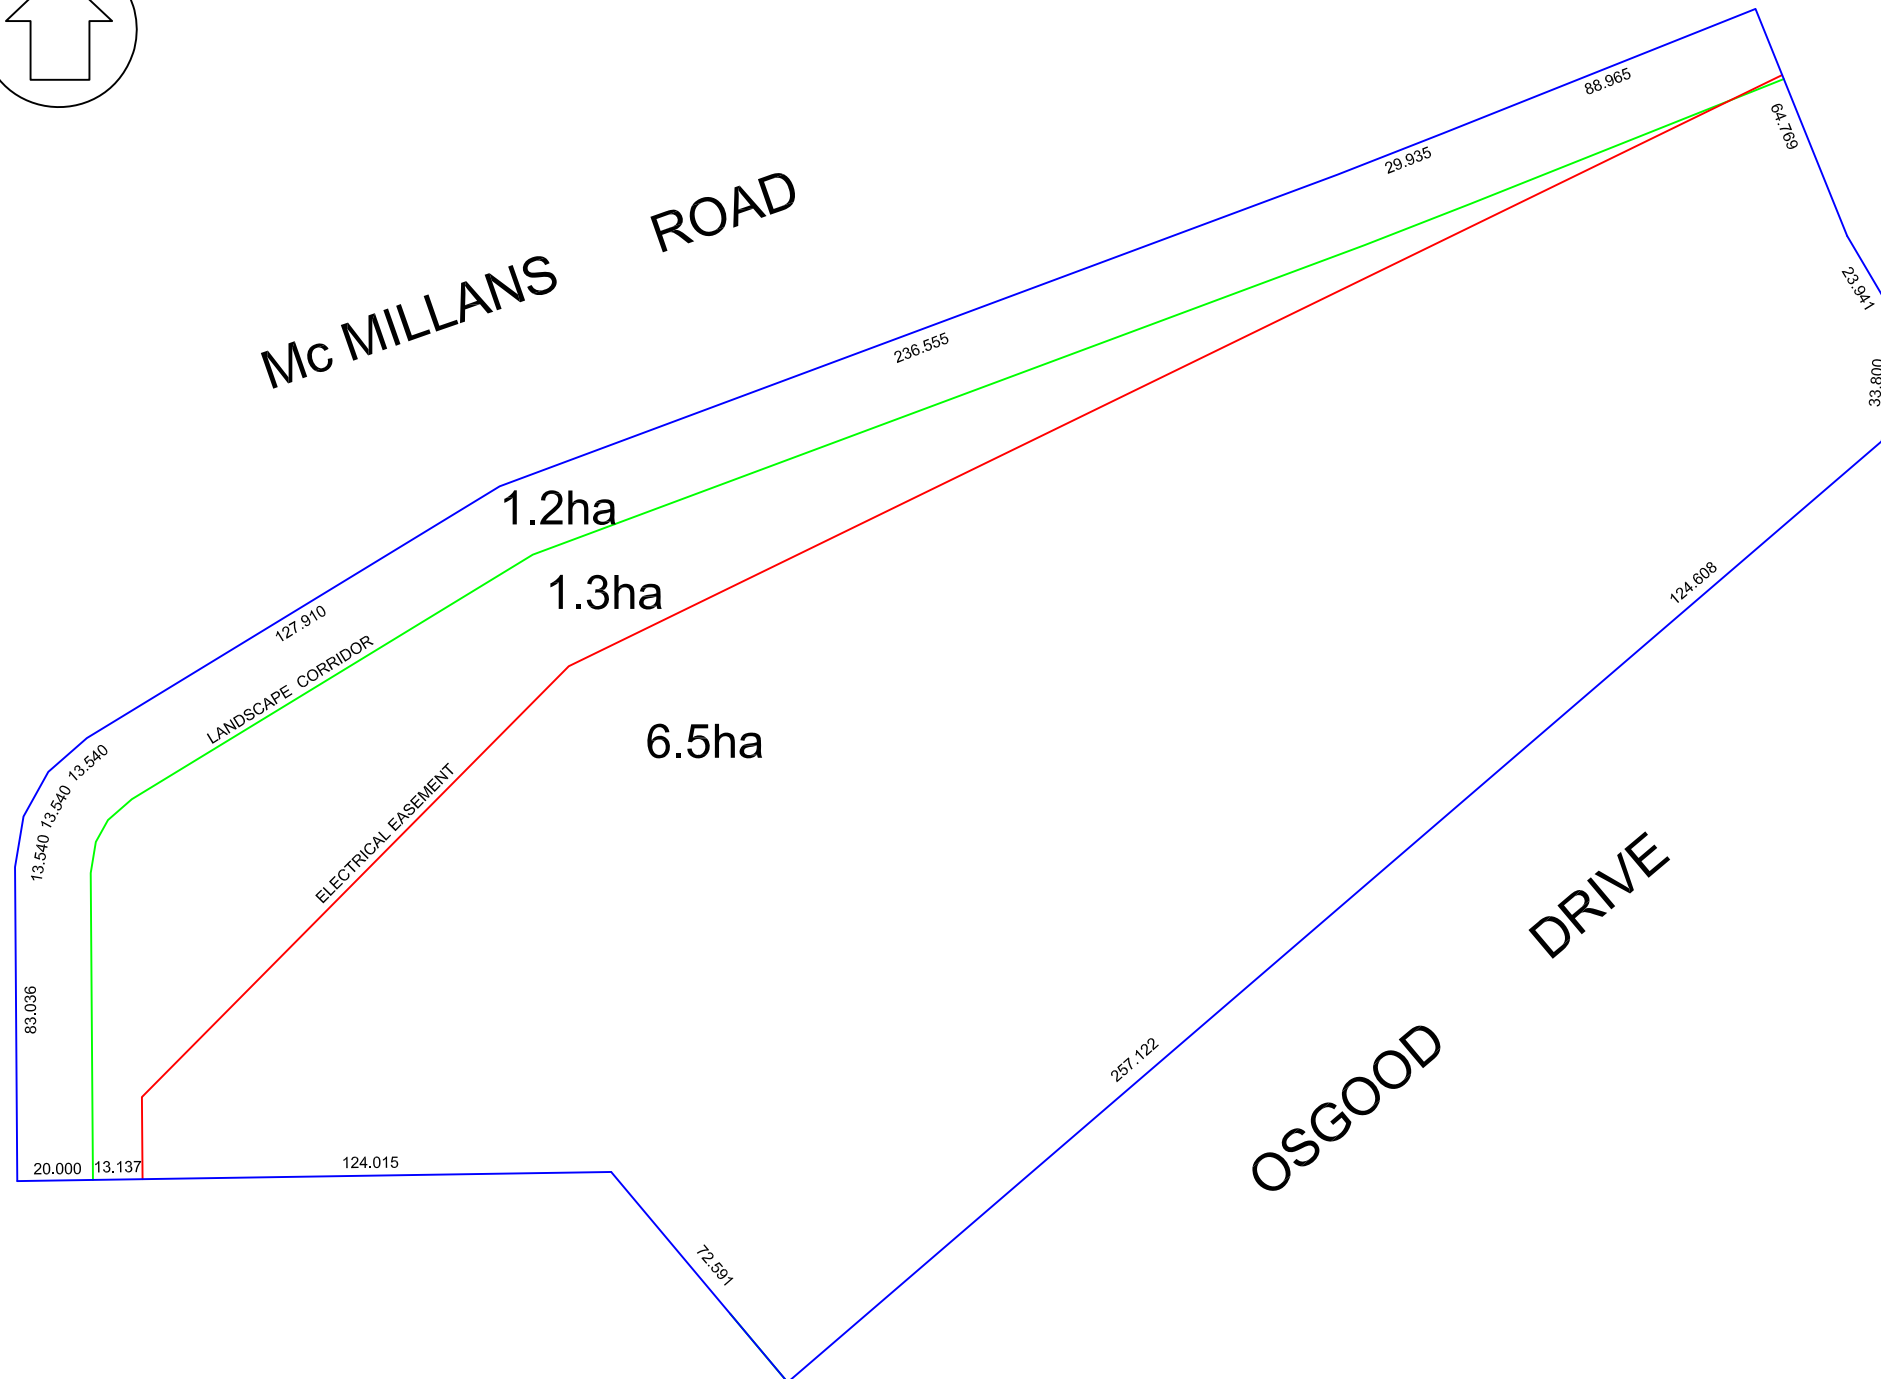 88.965
64.769
29.935
ROAD
Mc MILLANS
23.941
236.555
33.800
1.2ha
1.3ha
124.608
127.910
LANDSCAPE CORRIDOR
6.5ha
13.540
13.540
13.540
ELECTRICAL EASEMENT
DRIVE
83.036
257.122
OSGOOD
20.000
13.137
124.015
72.591